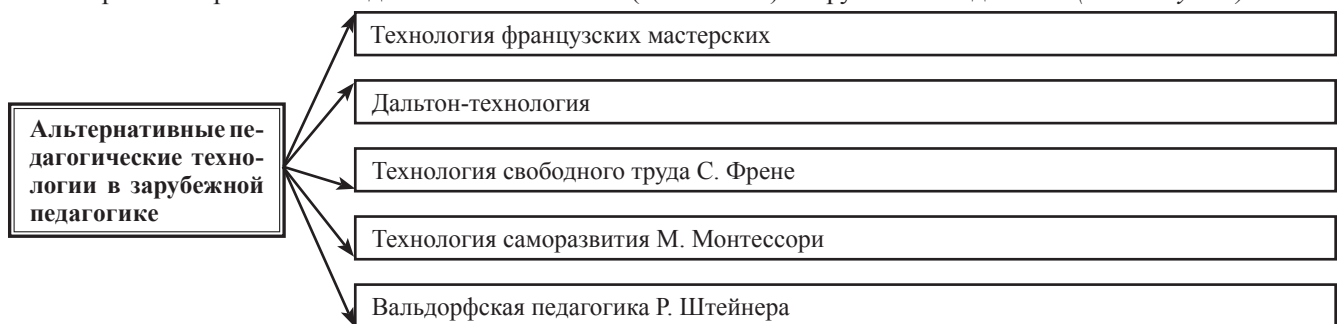 Технология французских мастерских
Дальтон-технология
Альтернативные пе-
дагогические техно-
логии в зарубежной
педагогике
Технология свободного труда С. Френе
Технология саморазвития М. Монтессори
Вальдорфская педагогика Р. Штейнера